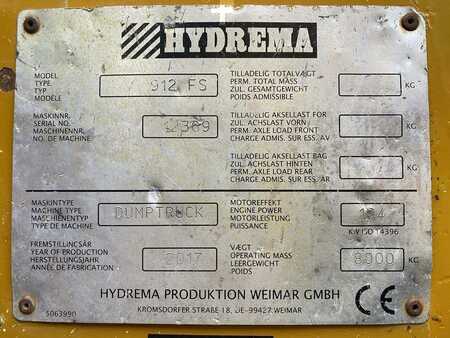 HYDREMA
MODEL
TYPE
TYP
MODELE
912 FS
MASKINNR.
SERIAL NO.
MASCHINENNR.
NO. DE MACHINE
TILLADELIG TOTALVÆGT
PERM. TOTAL MASS
ZUL. GESAMTGEWICHT
POIDS ADMISSIBLE
KG
TILLADELIG AKSELLAST FOR
PERM. AXLE LOAD FRONT
ZUL. ACHSLAST VORN
CHARGE ADMIS. SUR ESS. AV
KG
TILLADELIG AKSELLAST BAG
PERM. AXLE LOAD REAR
ZUL. ACHSLAST HINTEN
CHARGE ADMIS. SUR ESS. AR
KG
MASKINTYPE
MACHINE TYPE
MASCHIENENTYP
TYPE DE MACHINE
DUMPTRUCK
MOTOREFFEKT
ENGINE POWER
MOTORLEISTUNG
PUISSANCE
KW ISO 14396
FREMSTILLINGSÅR
YEAR OF PRODUCTION
HERSTELLUNGSJAHR
ANNÉE DE FABRICATION
2017
VÆGT
OPERATING MASS
LEERGEWICHT
POIDS
8000
KG
HYDREMA PRODUKTION WEIMAR GMBH
CE
5063990
KROMSDORFER STRAßE 18, DE-99427 WEIMAR